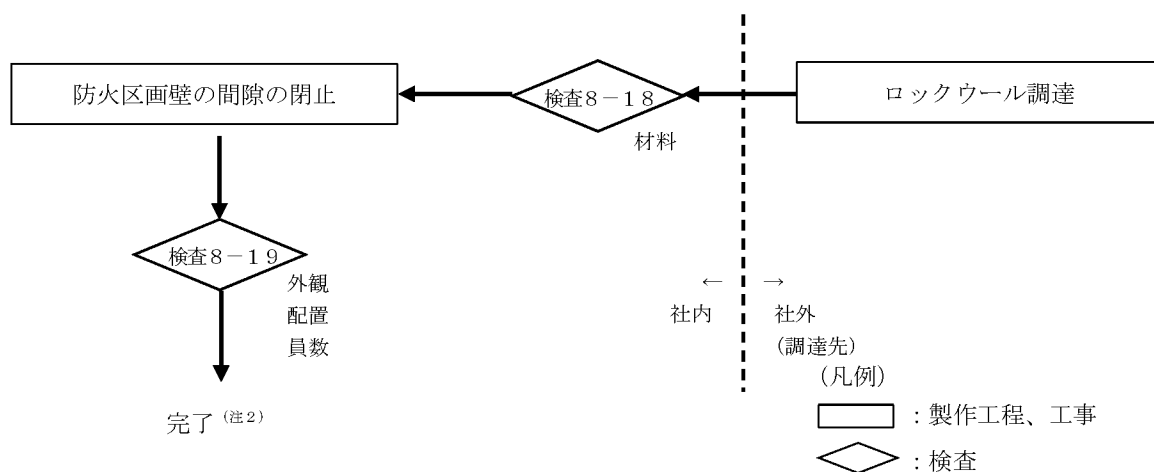 防火区画壁の間隙の閉止
検査８－１８
ロックウール調達
材料
検査８－１９
外観
配置
員数
← →
社内 社外
(調達先)
完了（注２）
(凡例)
：製作工程、工事
：検査